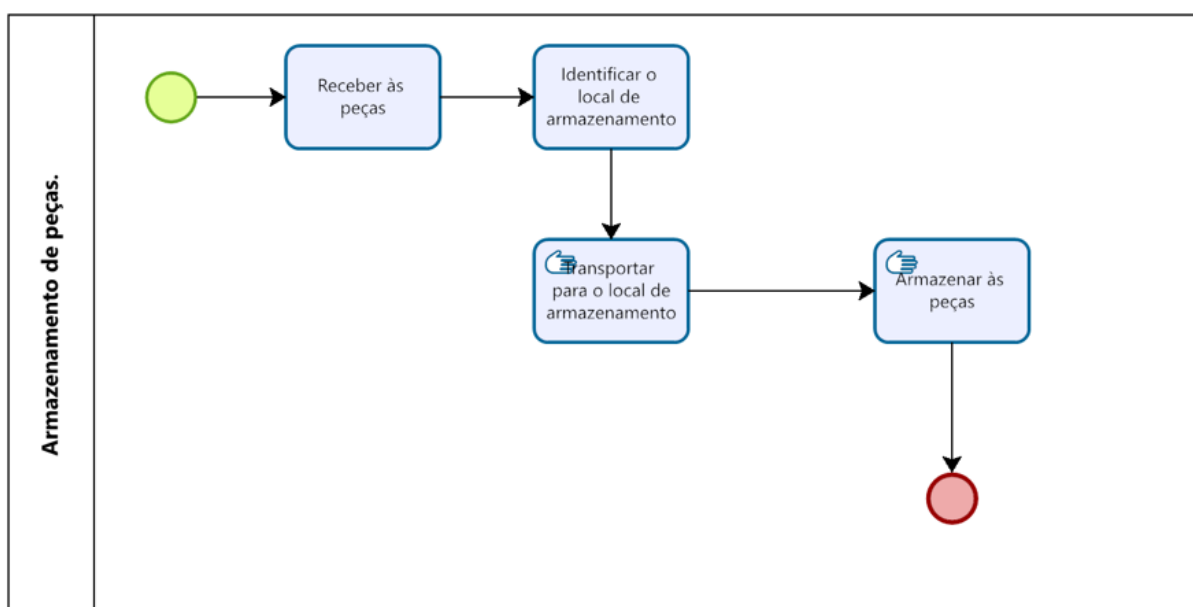 Armazenamento de peças.
Receber às
peças
Identificar o
local de
armazenamento
Transportar
para o local de
armazenamento
Armazenar às
peças